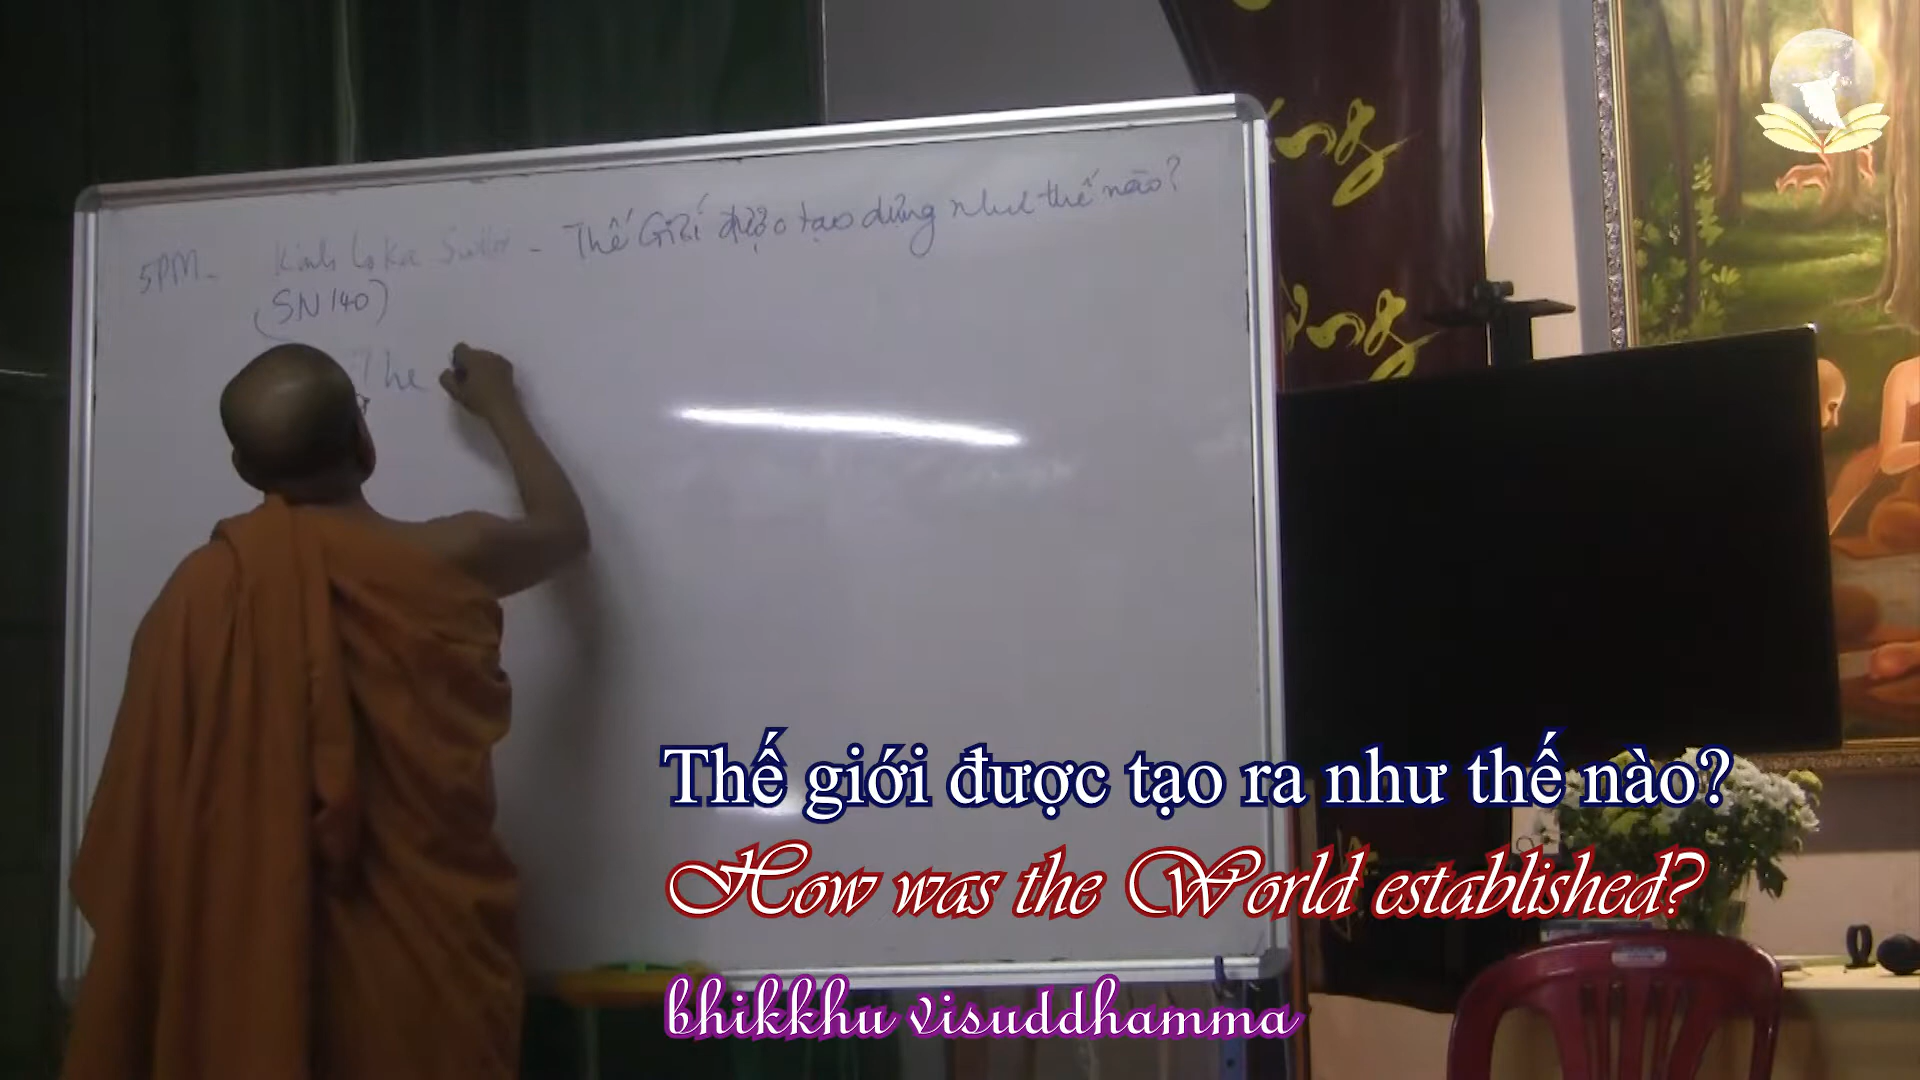 5PM - Kinh Loka Sutta - Thế Giới được tạo dựng như thế nào?
(SN 140)
The
Thế giới được tạo ra như thế nào?
How was the World established?
bhikkhu visuddhamma